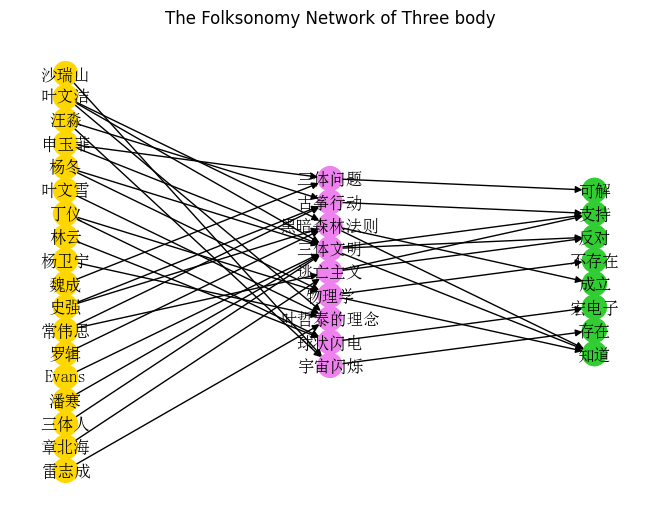 The Folksonomy Network of Three body
沙瑞山
叶文洁
汪淼
申玉菲
杨冬
叶文雪
丁仪
林云
杨卫宁
魏成
史强
常伟思
罗辑
Evans
潘寒
三体人
章北海
雷志成
三体问题
古筝行动
黑暗森林法则
三体文明
逃亡主义
物理学
叶哲泰的理念
球状闪电
宇宙闪烁
可解
支持
反对
不存在
成立
宏电子
存在
知道